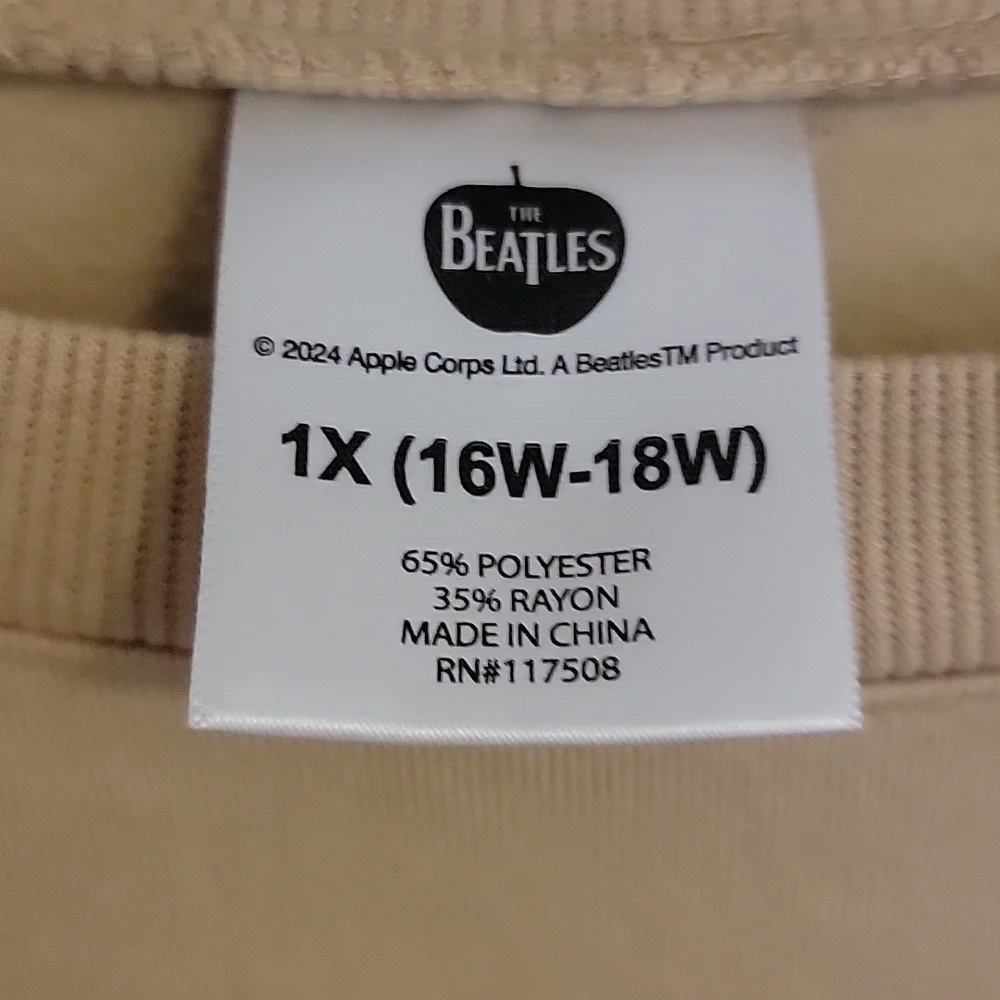 THE
BEATLES
© 2024 Apple Corps Ltd. A BeatlesTM Product
1X (16W-18W)
65% POLYESTER
35% RAYON
MADE IN CHINA
RN#117508